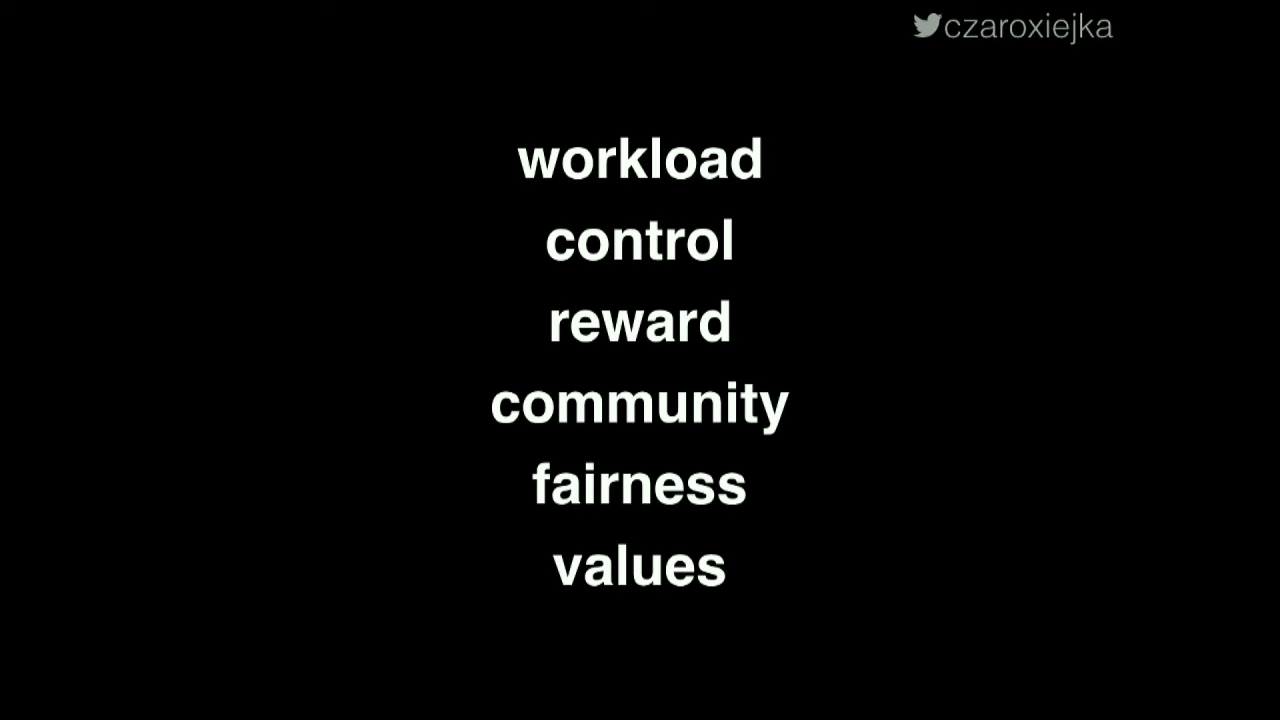 czaroxiejka
workload
control
reward
community
fairness
values